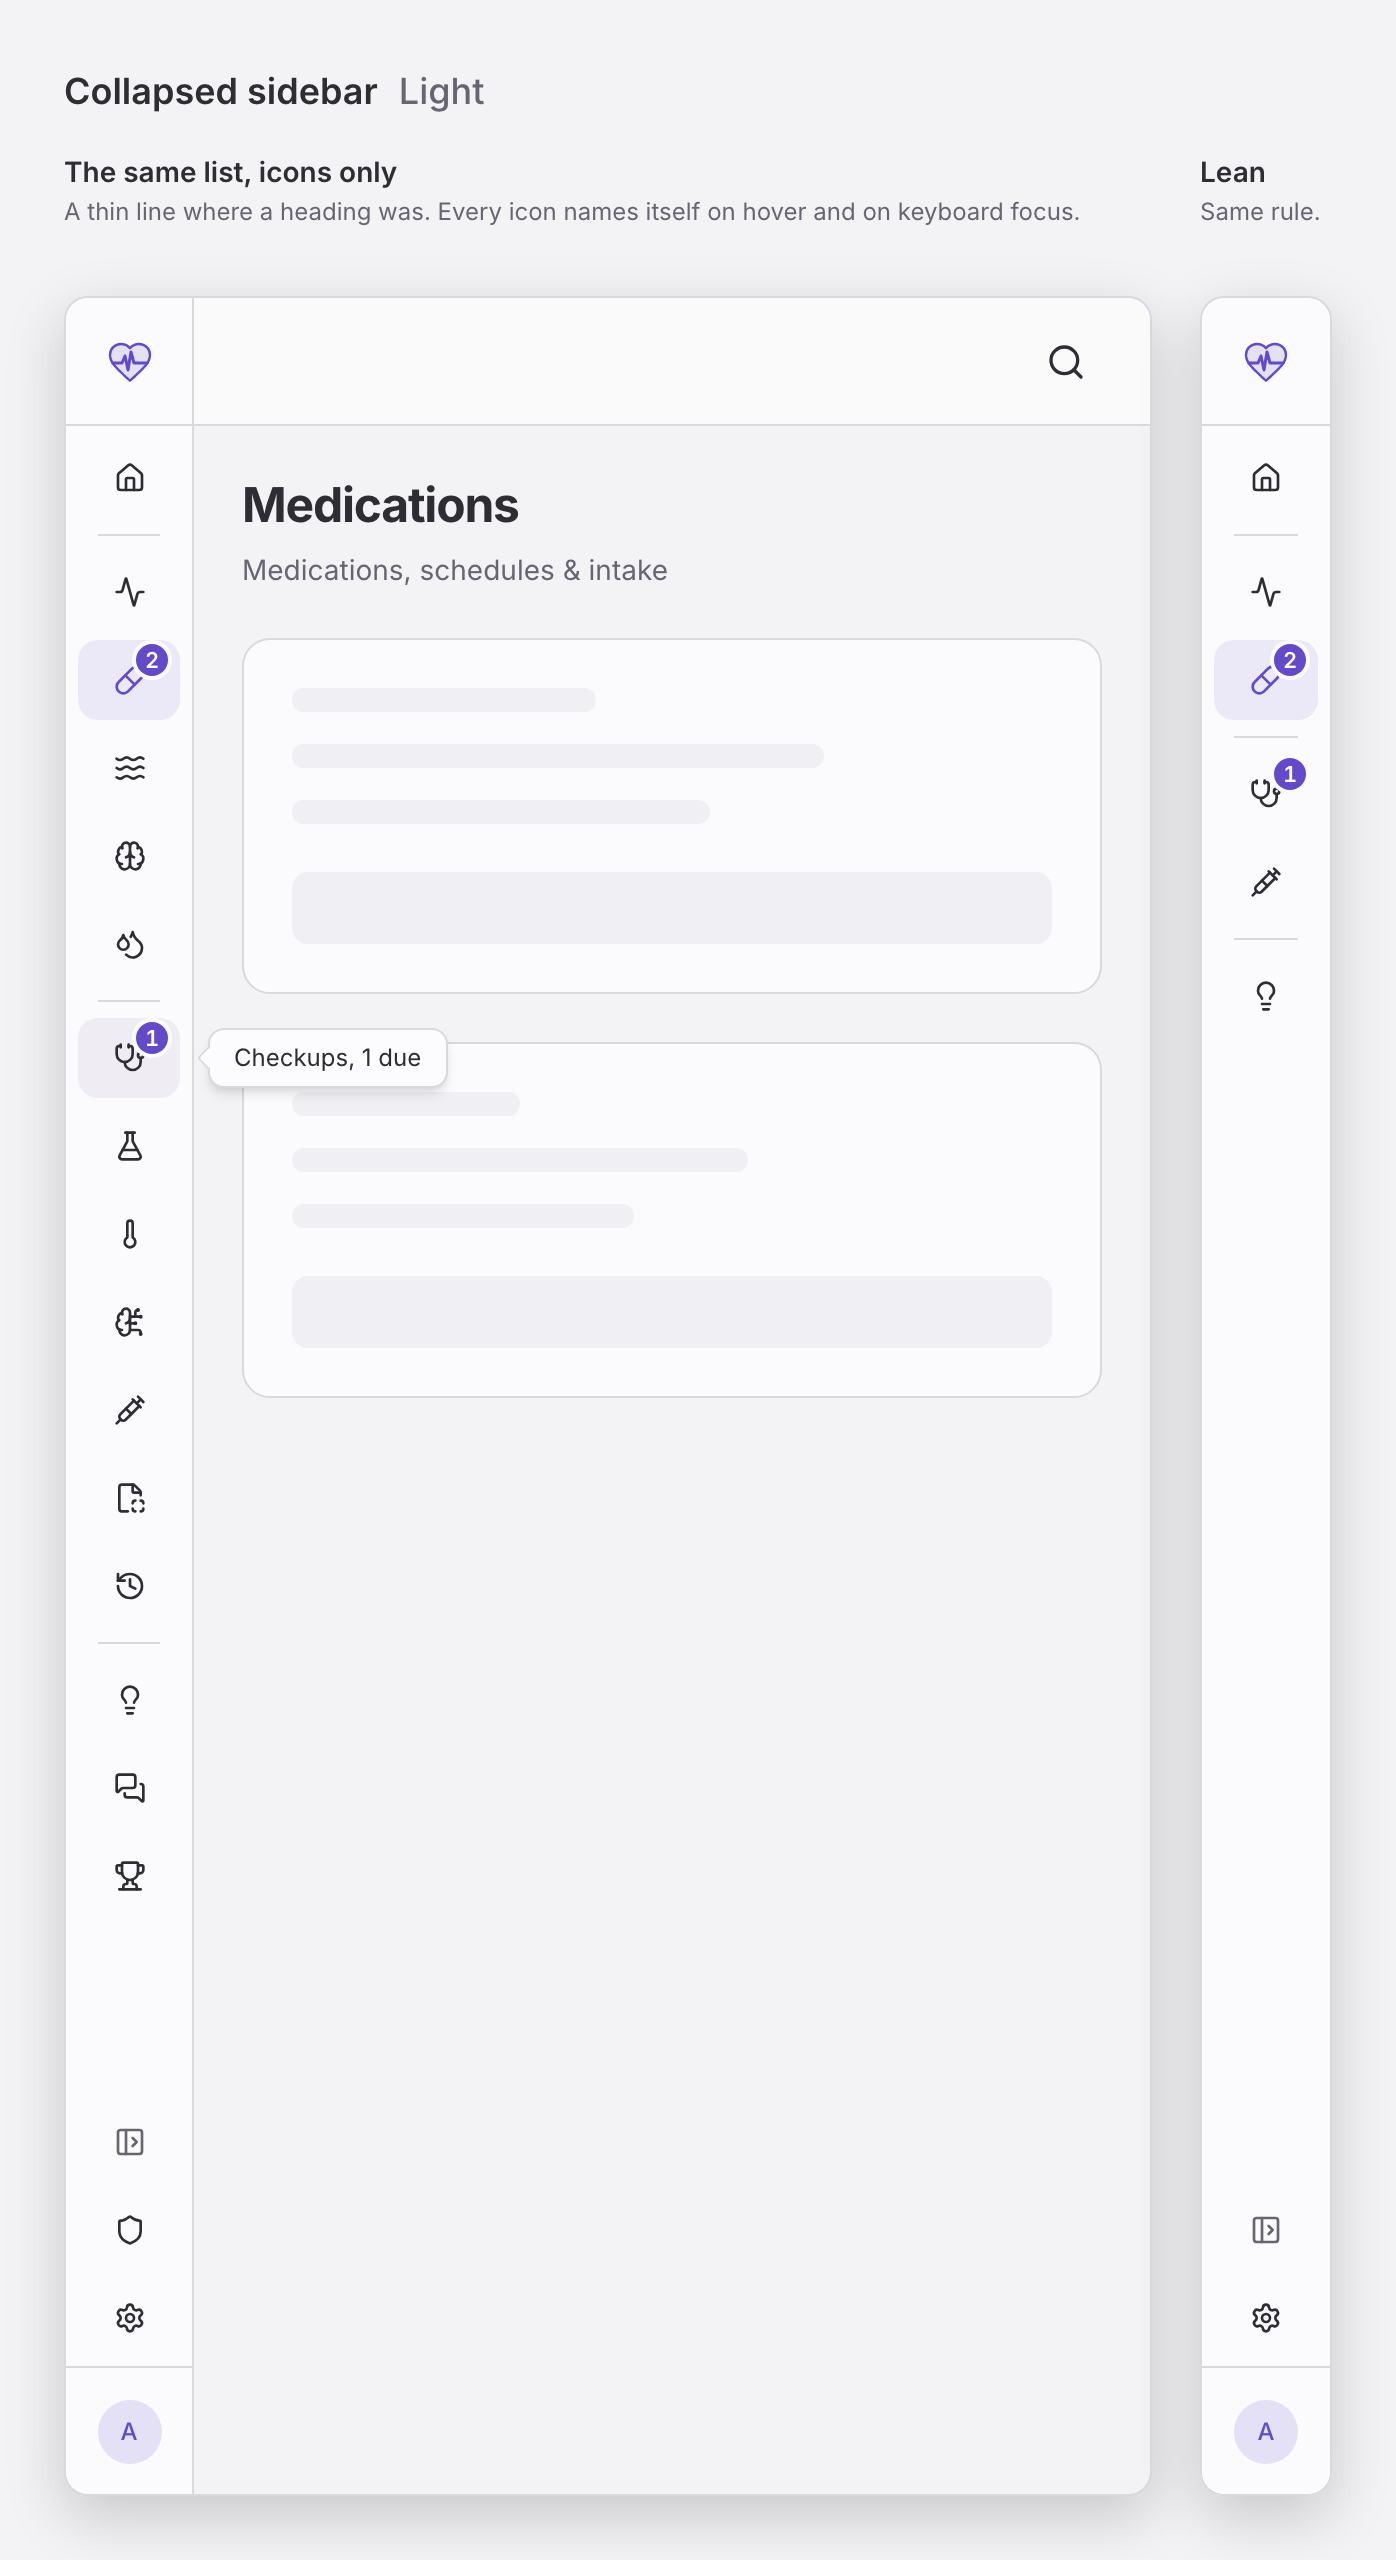 Collapsed sidebar Light
The same list, icons only
A thin line where a heading was. Every icon names itself on hover and on keyboard focus.
Lean
Same rule.
Medications
Medications, schedules & intake
2
1
Checkups, 1 due
A
2
1
A